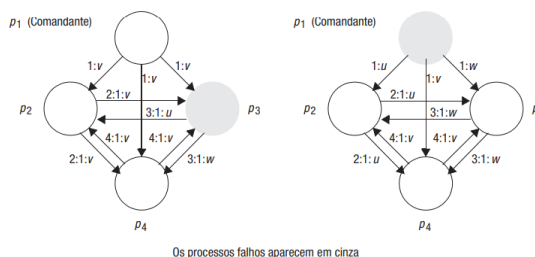 p1 (Comandante)
p1 (Comandante)
1:v
1:v
1:v
1:u
1:v
1:w
p2
2:1:v
3:1:u
p3
p2
2:1:u
3:1:w
4:1:v
4:1:v
4:1:v
4:1:v
2:1:v
3:1:w
2:1:u
3:1:w
p4
p4
Os processos falhos aparecem em cinza